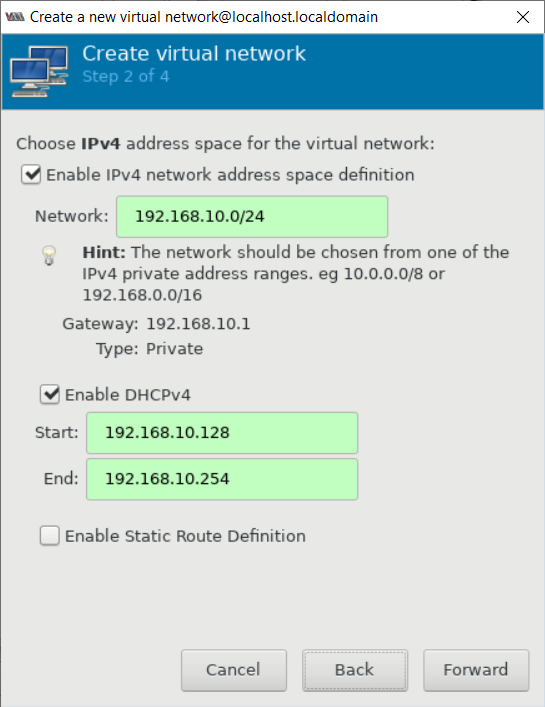 Create a new virtual network@localhost.localdomain
Create virtual network
Step 2 of 4
Choose IPv4 address space for the virtual network:
Enable IPv4 network address space definition
Network: 192.168.10.0/24
Hint: The network should be chosen from one of the
IPv4 private address ranges. eg 10.0.0.0/8 or
192.168.0.0/16
Gateway: 192.168.10.1
Type: Private
Enable DHCPv4
Start: 192.168.10.128
End: 192.168.10.254
Enable Static Route Definition
Cancel Back Forward